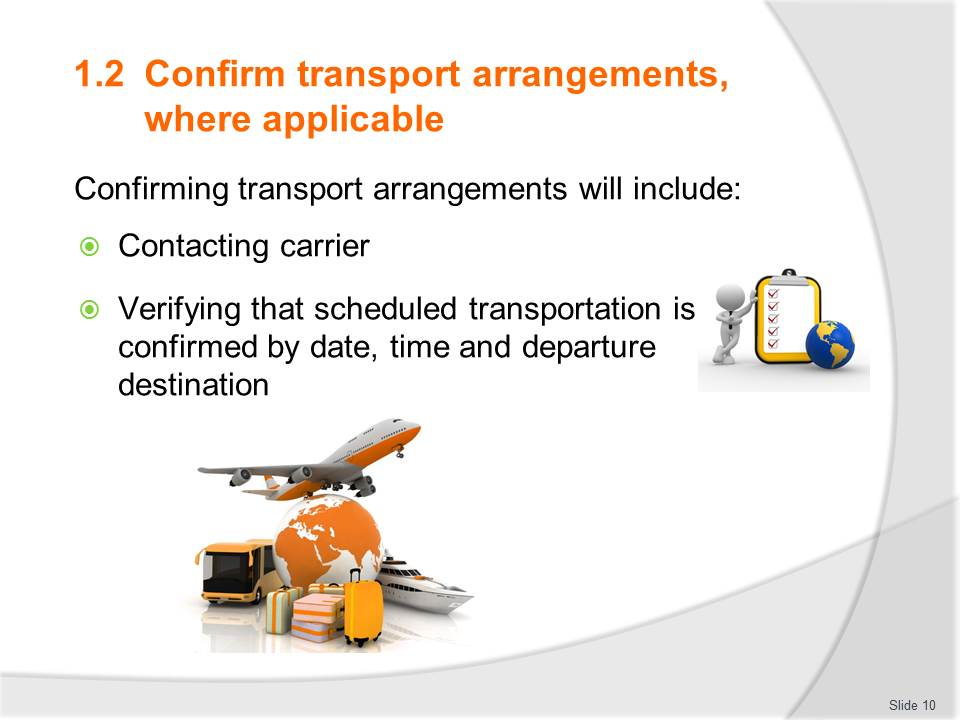 1.2 Confirm transport arrangements,
where applicable
Confirming transport arrangements will include:
Contacting carrier
Verifying that scheduled transportation is
confirmed by date, time and departure
destination
Slide 10